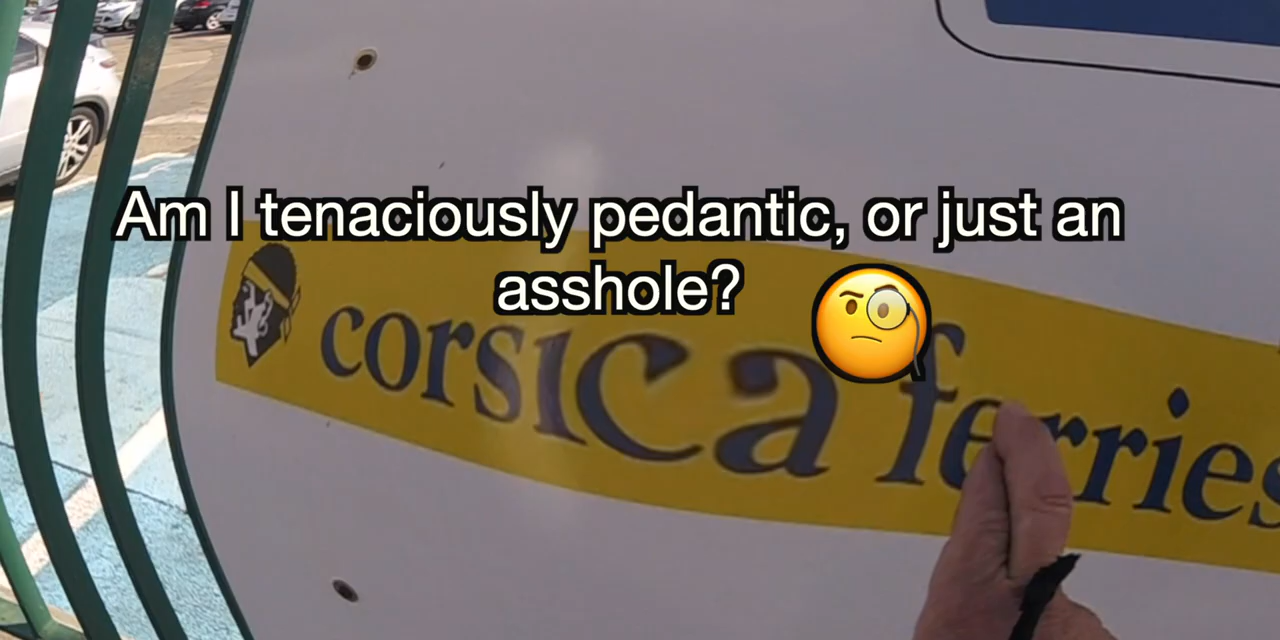 Am I tenaciously pedantic, or just an
asshole? 🧐
corsica ferries